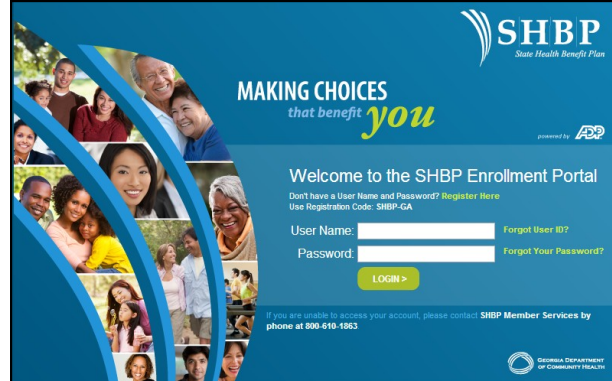 SHBP
State Health Benefit Plan
MAKING CHOICES
that benefit you
powered by ADP
Welcome to the SHBP Enrollment Portal
Don't have a User Name and Password? Register Here
Use Registration Code: SHBP-GA
User Name: Forgot User ID?
Password: Forgot Your Password?
LOGIN >
If you are unable to access your account, please contact SHBP Member Services by
phone at 800-610-1863
GEORGIA DEPARTMENT
OF COMMUNITY HEALTH